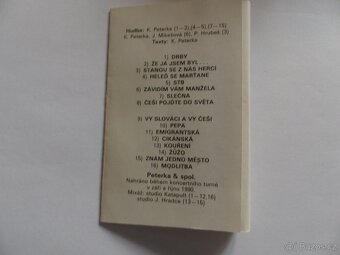 Hudba: K. Peterka (1-3),(4-5),(7-15)
K. Peterka, J. Mikešová (6), P. Hrubeš (3)
Texty: K. Peterka
1) DRBY
2) ŽE JÁ JSEM BYL...
3) STANOU SE Z NÁS HERCI
4) HELEĎ SE MARŤANE
5) STB
6) ZÁVIDÍM VÁM MANŽELA
7) SLEČNA
8) ČEŠI POJĎTE DO SVĚTA
9) VY SLOVÁCI A VY ČEŠI
10) PEPA
11) EMIGRANTSKÁ
12) CIKÁNSKÁ
13) KOUŘENÍ
14) ŽŮŽO
15) ZNÁM JEDNO MĚSTO
16) MODLITBA
Peterka & spol.
Nahráno během koncertního turné
v září a říjnu 1990.
Mixáž: studio Katapult (1-12,16)
studio J. Hradce (13-15)